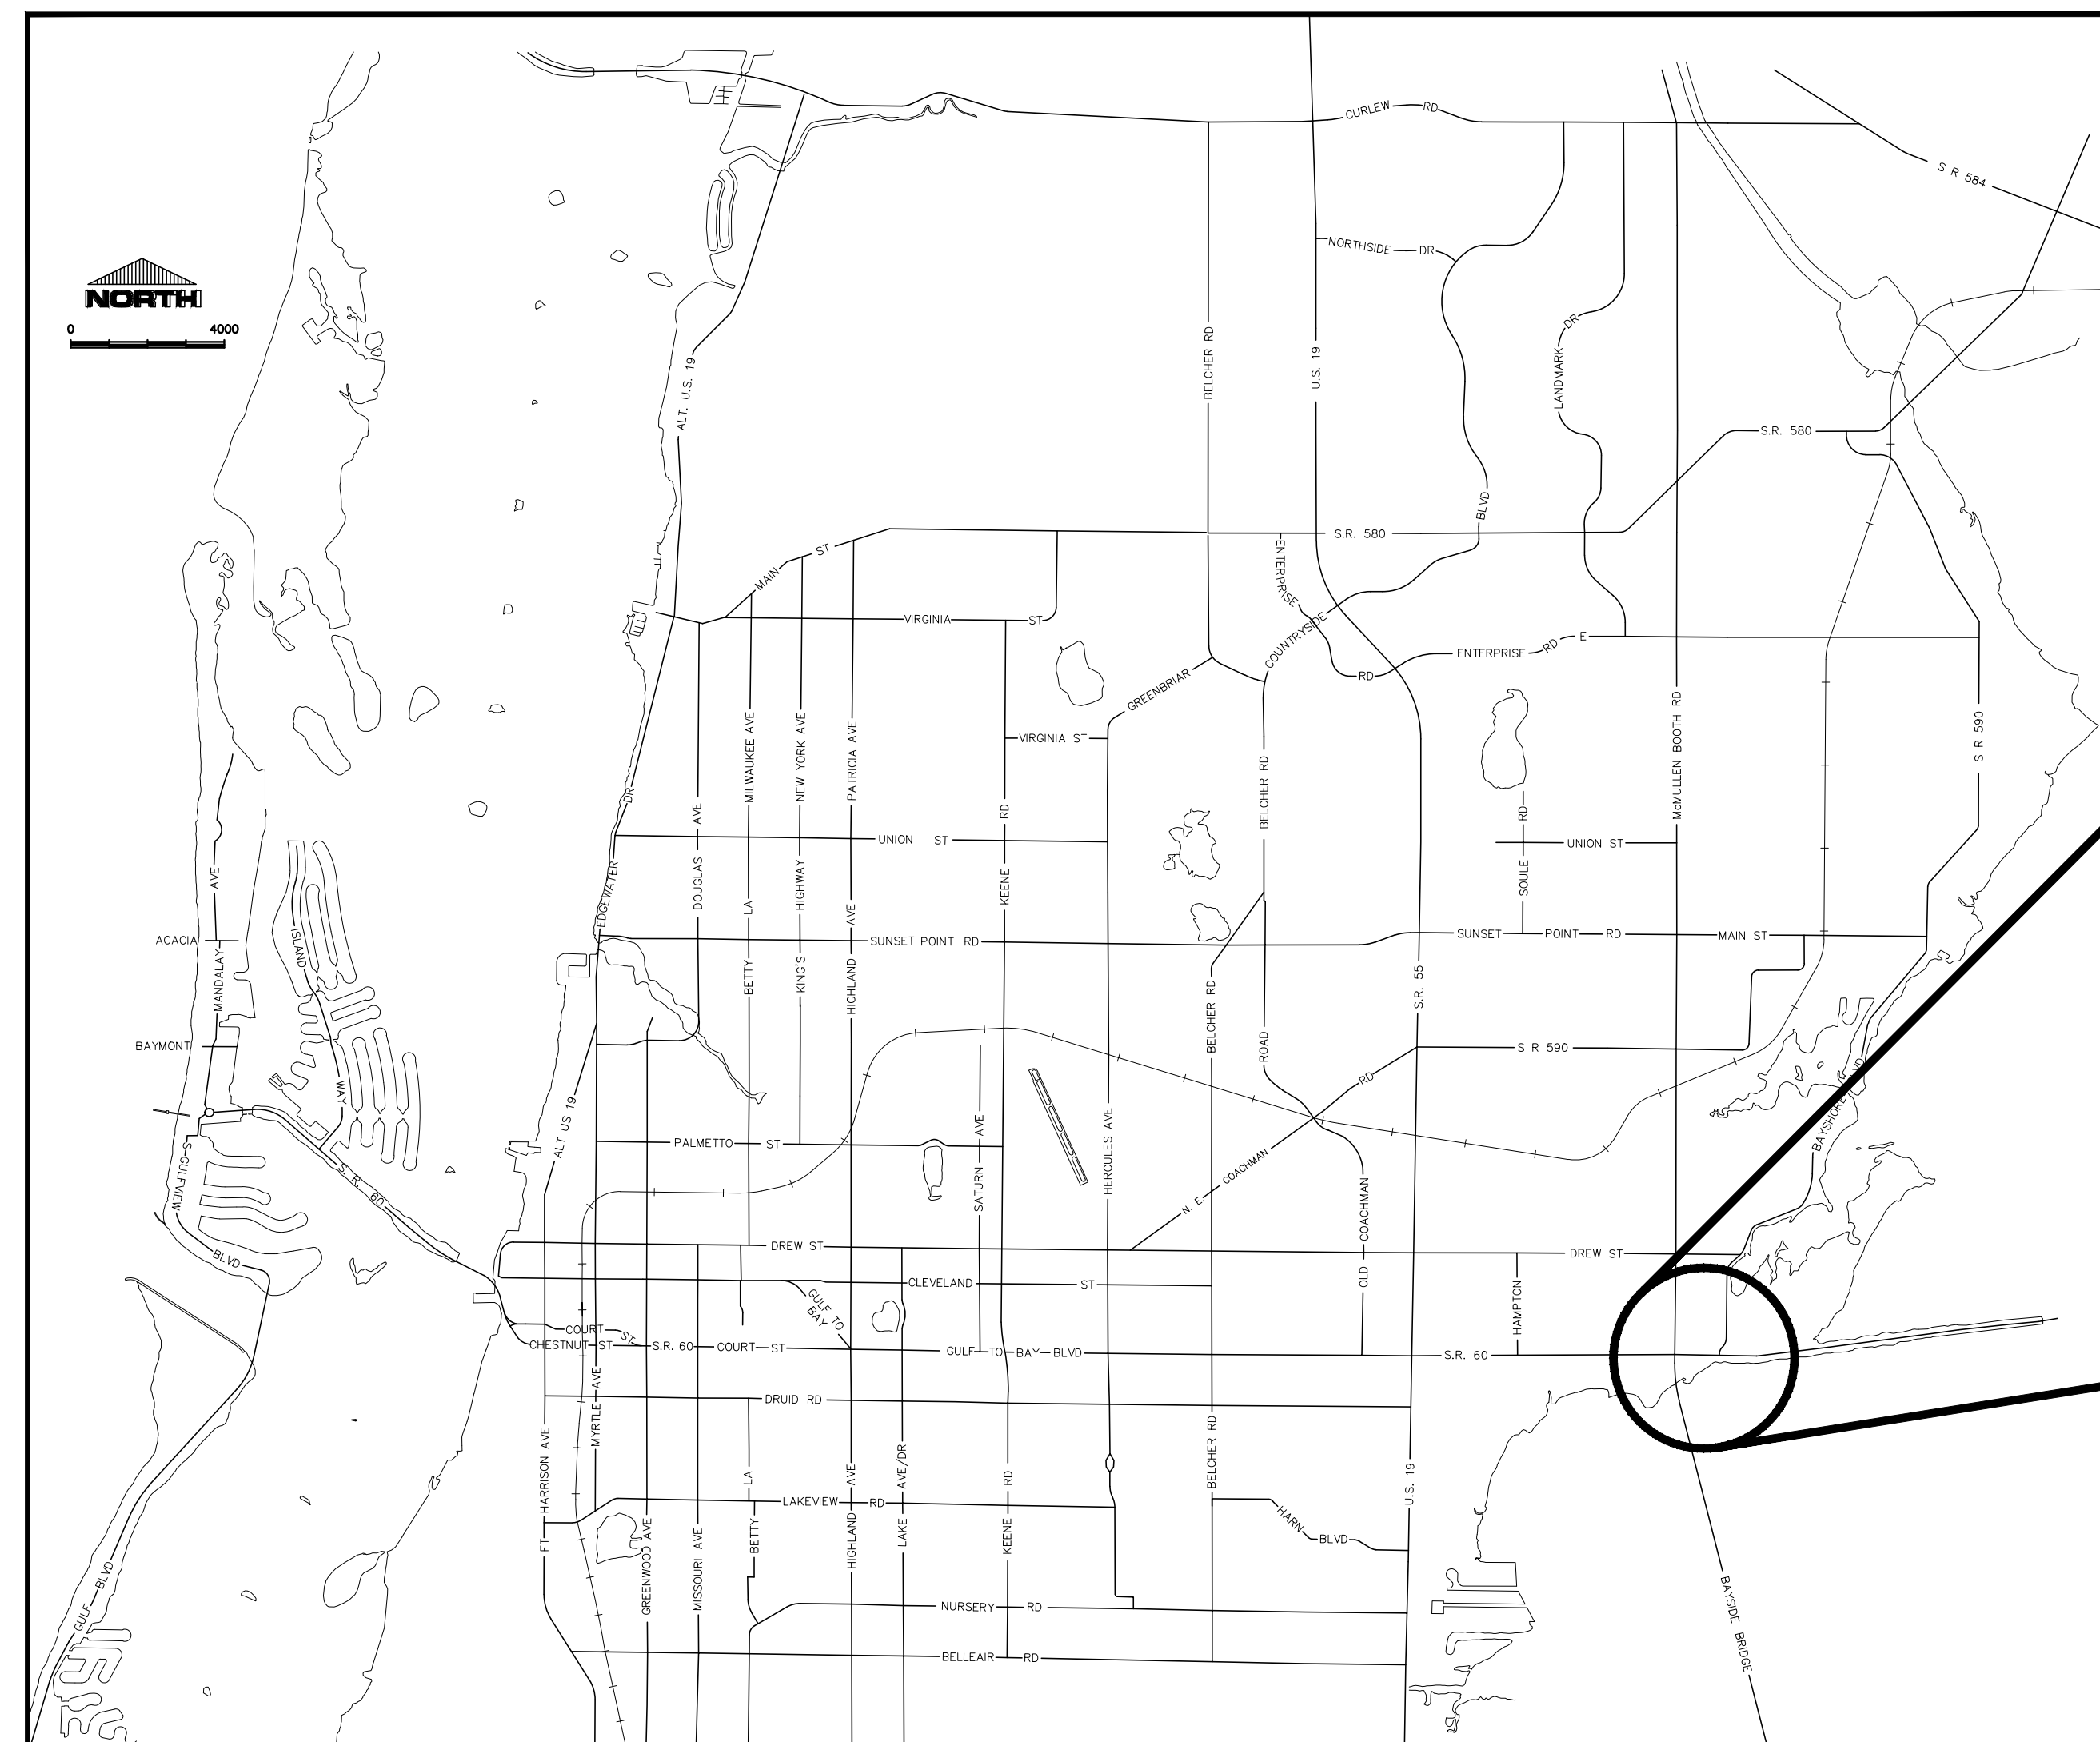 CURLEW RD
S R 584
NORTHSIDE DR
NORTH
0 4000
BELCHER RD
U.S. 19
ALT. U.S. 19
LANDMARK DR
S.R. 580
BLVD
S.R. 580
MAIN ST
ENTERPRISE
VIRGINIA ST
COUNTRYSIDE
ENTERPRISE RD E
RD
GREENBRIAR
VIRGINIA ST
McMULLEN BOOTH RD
S R 590
MILWAUKEE AVE
NEW YORK AVE
PATRICIA AVE
BELCHER RD
DR
AVE
KEENE RD
SOULE RD
UNION ST
UNION ST
DOUGLAS
EDGEWATER
BETTY LA
KING'S HIGHWAY
HIGHLAND AVE
MANDALAY AVE
ACACIA
ISLAND
WAY
BAYMONT
SUNSET POINT RD
SUNSET POINT RD
MAIN ST
S.R. 55
BELCHER RD
ROAD
S R 590
RD
BAYSHORE BLVD
ALT US 19
PALMETTO ST
SATURN AVE
HERCULES AVE
N. E. COACHMAN
OLD COACHMAN
S GULFVIEW
BLVD
S. R. 60
DREW ST
DREW ST
CLEVELAND ST
GULF TO
BAY
HAMPTON
COURT ST
CHESTNUT ST
S.R. 60
COURT ST
GULF TO BAY BLVD
S.R. 60
DRUID RD
MYRTLE AVE
FT HARRISON AVE
BETTY LA
HIGHLAND AVE
LAKE AVE/DR
KEENE RD
BELCHER RD
U.S. 19
LAKEVIEW RD
HARN BLVD
GREENWOOD AVE
MISSOURI AVE
GULF BLVD
NURSERY RD
BELLEAIR RD
BAYSIDE BRIDGE